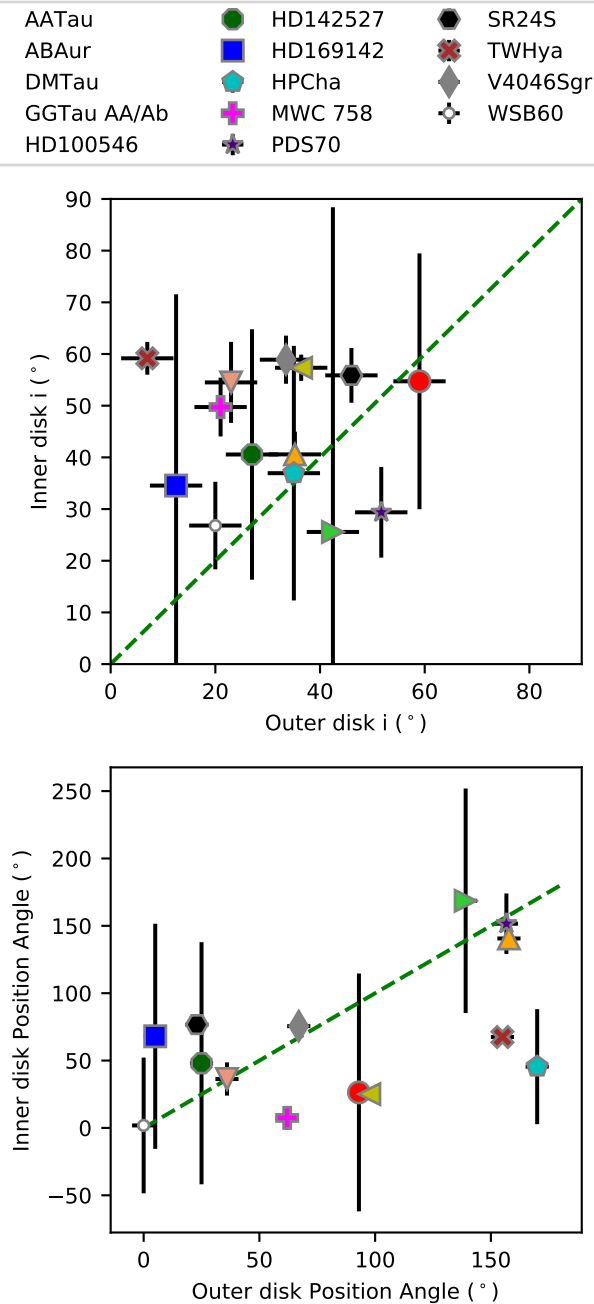 AATau HD142527 SR24S
ABAur HD169142 TWHya
DMTau HPCha V4046Sgr
GGTau AA/Ab MWC 758 WSB60
HD100546 PDS70
90
80
70
60
50
40
30
20
10
0
Inner disk i (°)
0 20 40 60 80
Outer disk i (°)
250
200
150
100
50
0
−50
Inner disk Position Angle (°)
0 50 100 150
Outer disk Position Angle (°)